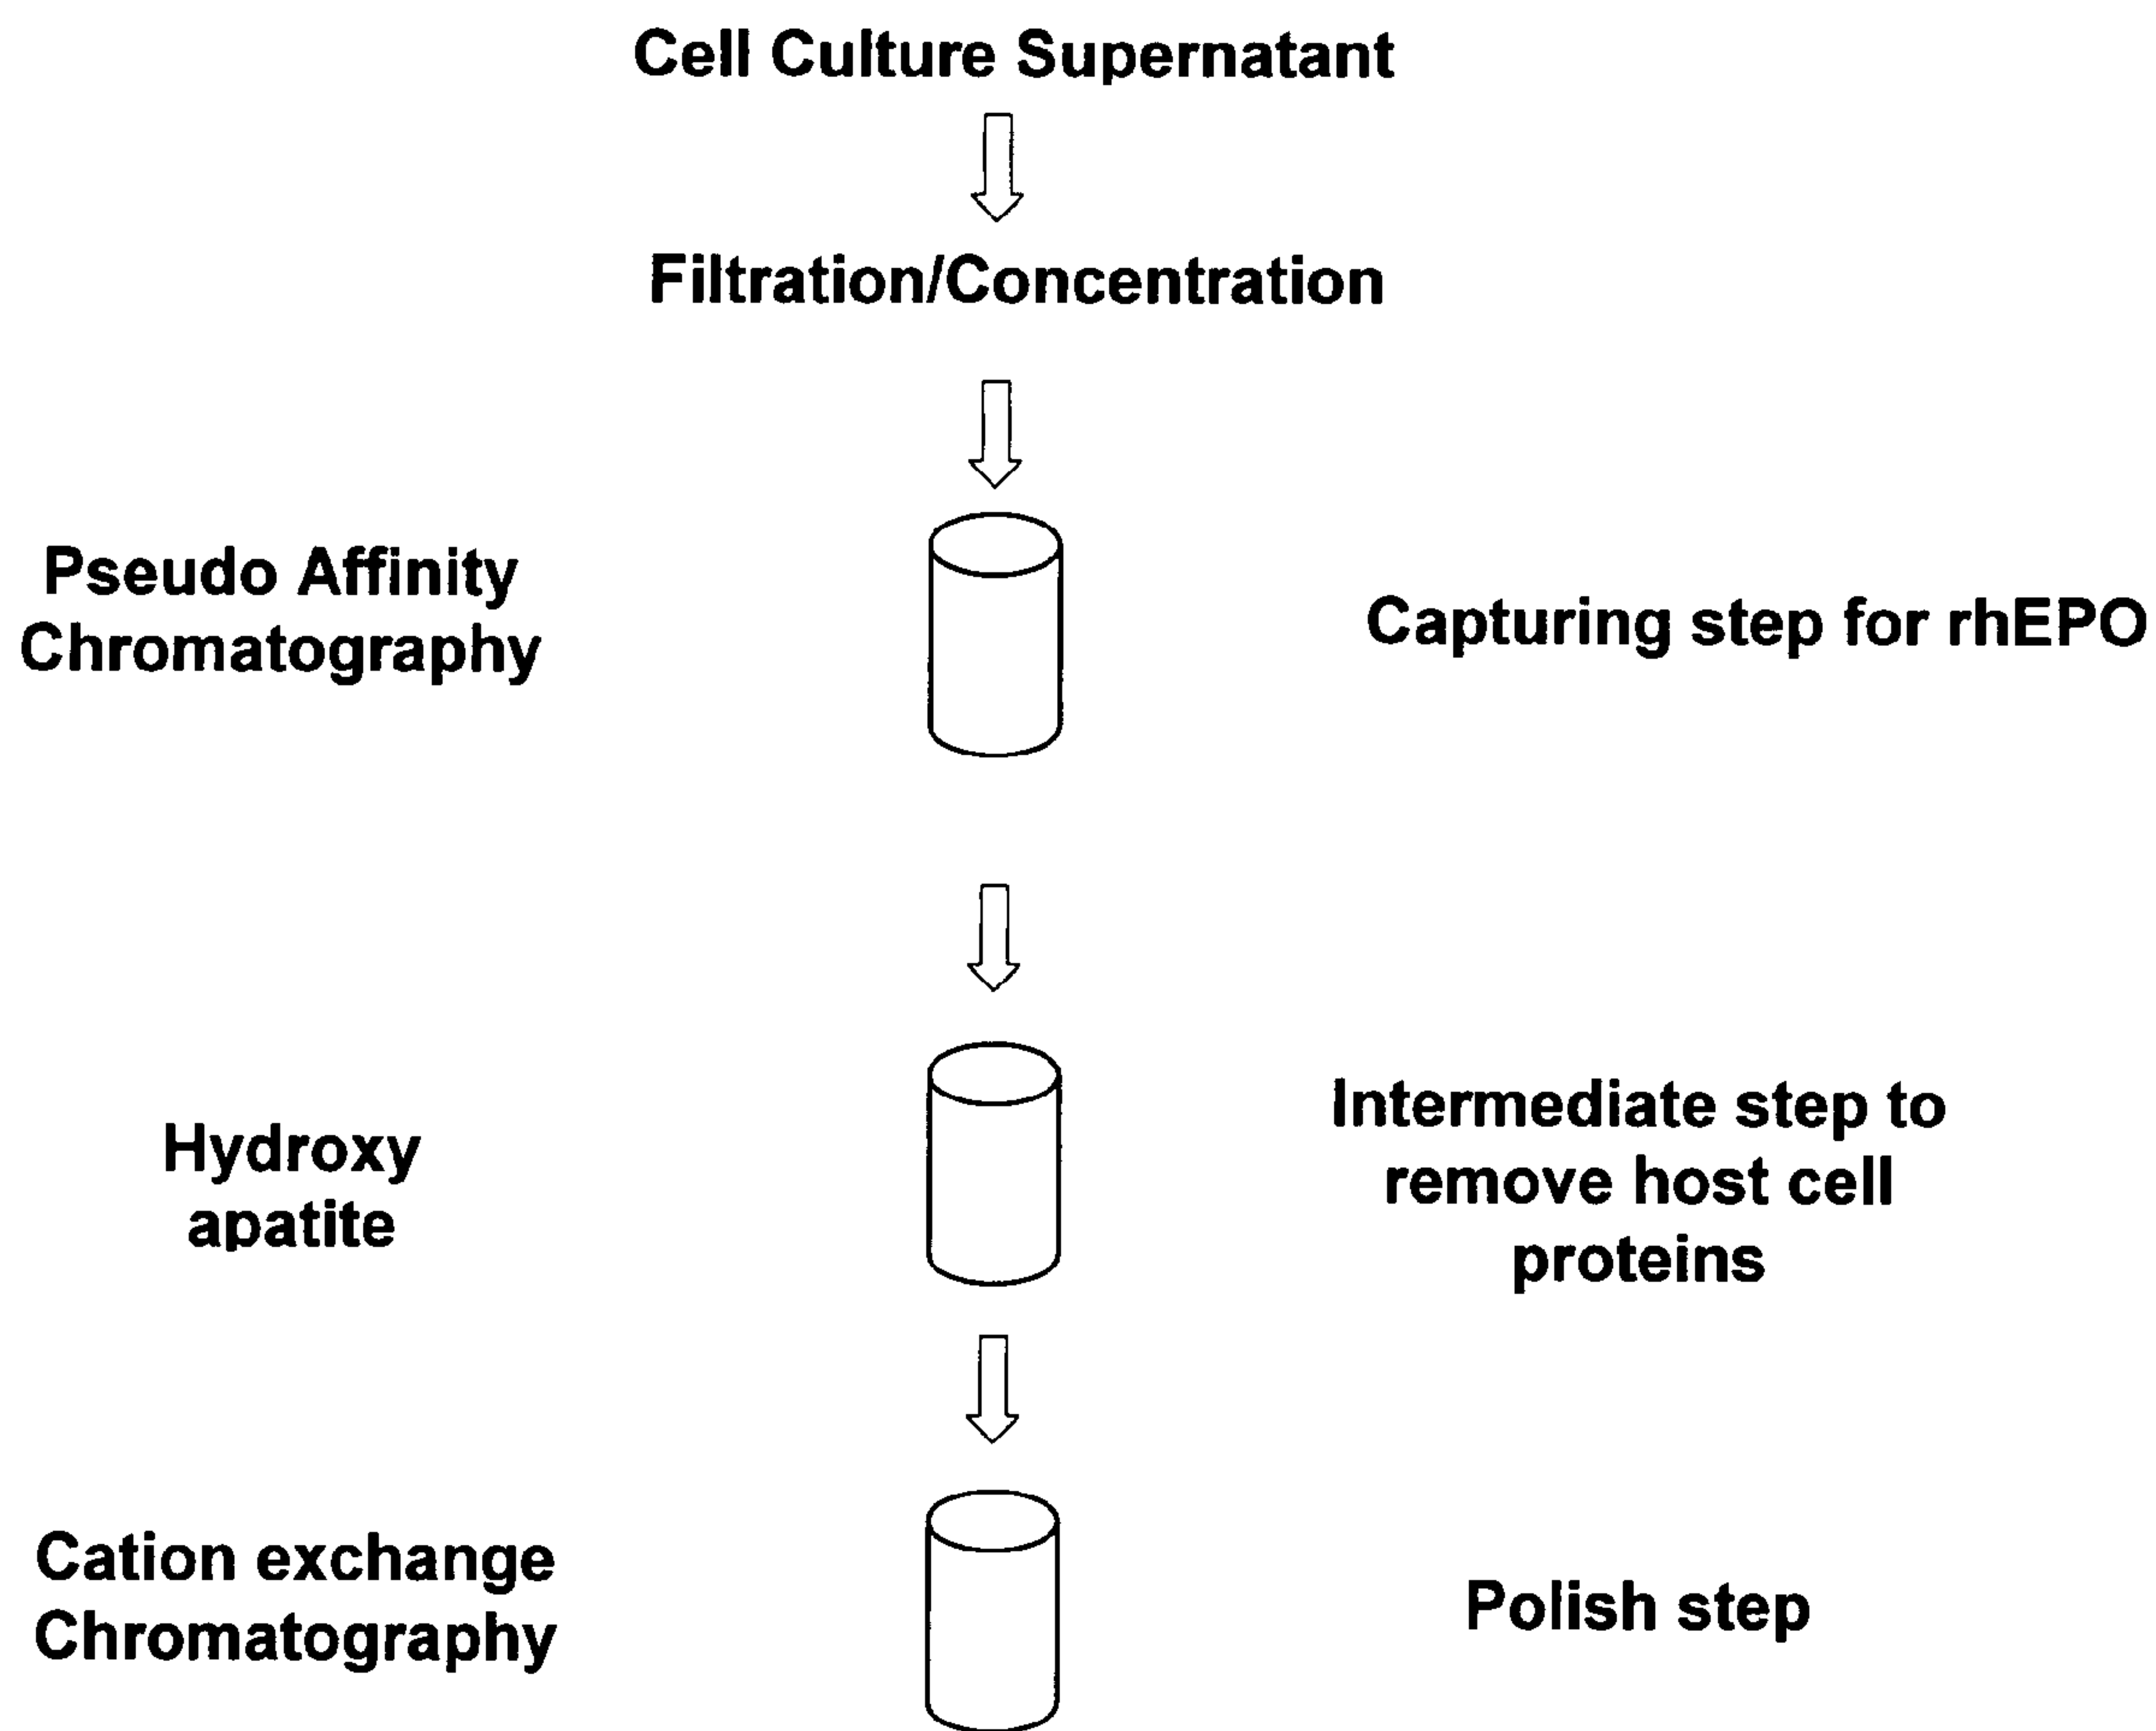 Cell Culture Supernatant
Filtration/Concentration
Pseudo Affinity
Chromatography
Capturing step for rhEPO
Hydroxy
apatite
Intermediate step to
remove host cell
proteins
Cation exchange
Chromatography
Polish step